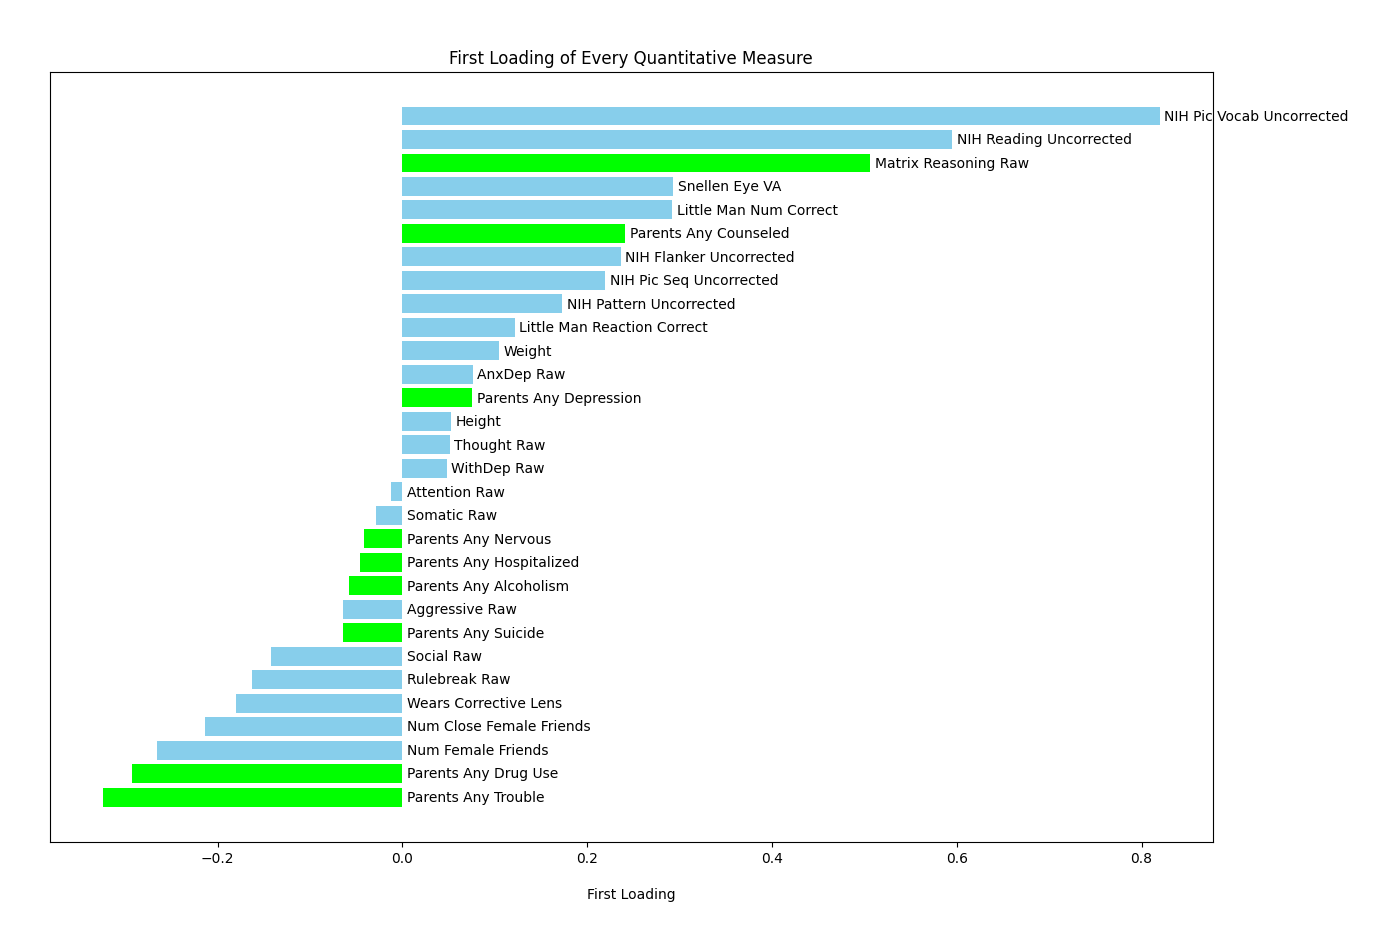 First Loading of Every Quantitative Measure
NIH Pic Vocab Uncorrected
NIH Reading Uncorrected
Matrix Reasoning Raw
Snellen Eye VA
Little Man Num Correct
Parents Any Counseled
NIH Flanker Uncorrected
NIH Pic Seq Uncorrected
NIH Pattern Uncorrected
Little Man Reaction Correct
Weight
AnxDep Raw
Parents Any Depression
Height
Thought Raw
WithDep Raw
Attention Raw
Somatic Raw
Parents Any Nervous
Parents Any Hospitalized
Parents Any Alcoholism
Aggressive Raw
Parents Any Suicide
Social Raw
Rulebreak Raw
Wears Corrective Lens
Num Close Female Friends
Num Female Friends
Parents Any Drug Use
Parents Any Trouble
−0.2 0.0 0.2 0.4 0.6 0.8
First Loading